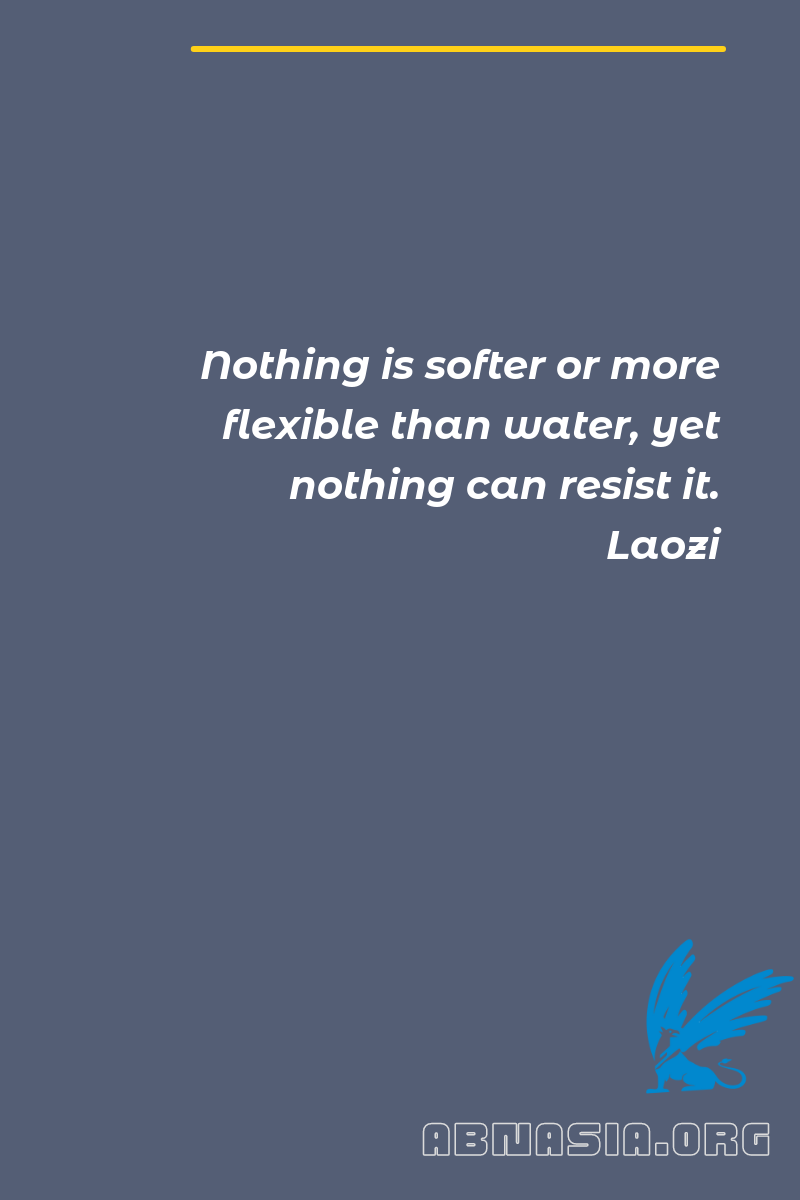 Nothing is softer or more
flexible than water, yet
nothing can resist it.
Laozi
ABNASIA.ORG